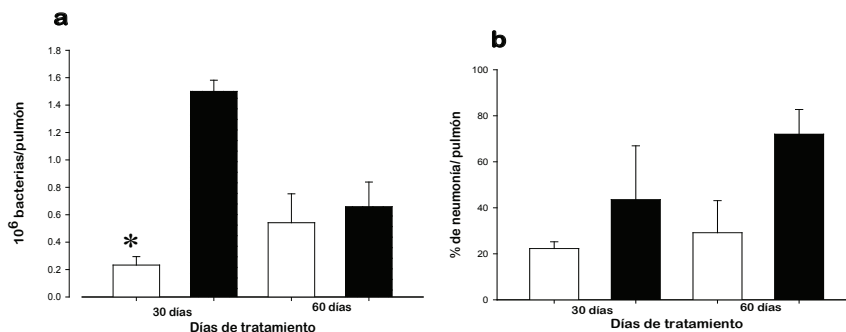 a
1.8
1.6
1.4
1.2
1.0
0.8
0.6
0.4
0.2
0.0
10⁶ bacterias/pulmón
*
30 días
60 días
Días de tratamiento
b
100
80
60
40
20
0
% de neumonía/ pulmón
30 días
60 días
Días de tratamiento